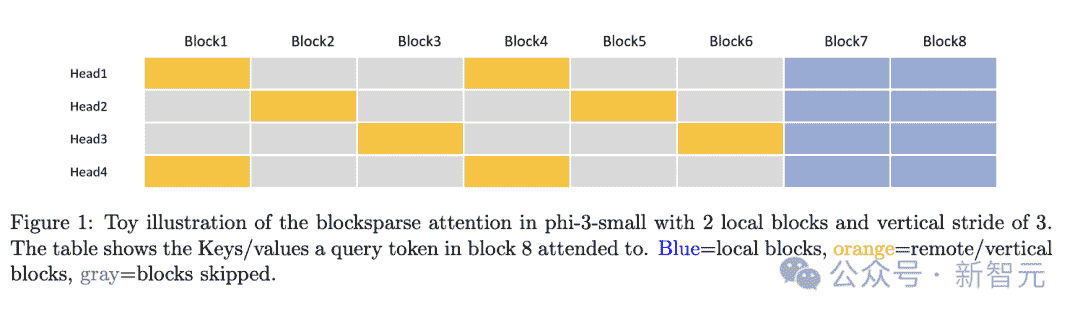 Block1 Block2 Block3 Block4 Block5 Block6 Block7 Block8
Head1
Head2
Head3
Head4
Figure 1: Toy illustration of the blocksparse attention in phi-3-small with 2 local blocks and vertical stride of 3.
The table shows the Keys/values a query token in block 8 attended to. Blue=local blocks, orange=remote/vertical
blocks, gray=blocks skipped.
公众号·新智元